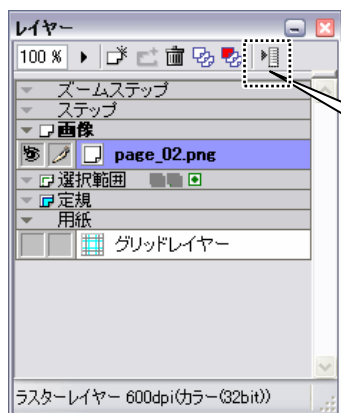 レイヤー
100 %
ズームステップ
ステップ
画像
page_02.png
選択範囲
定規
用紙
グリッドレイヤー
ラスターレイヤー 600dpi(カラー(32bit))